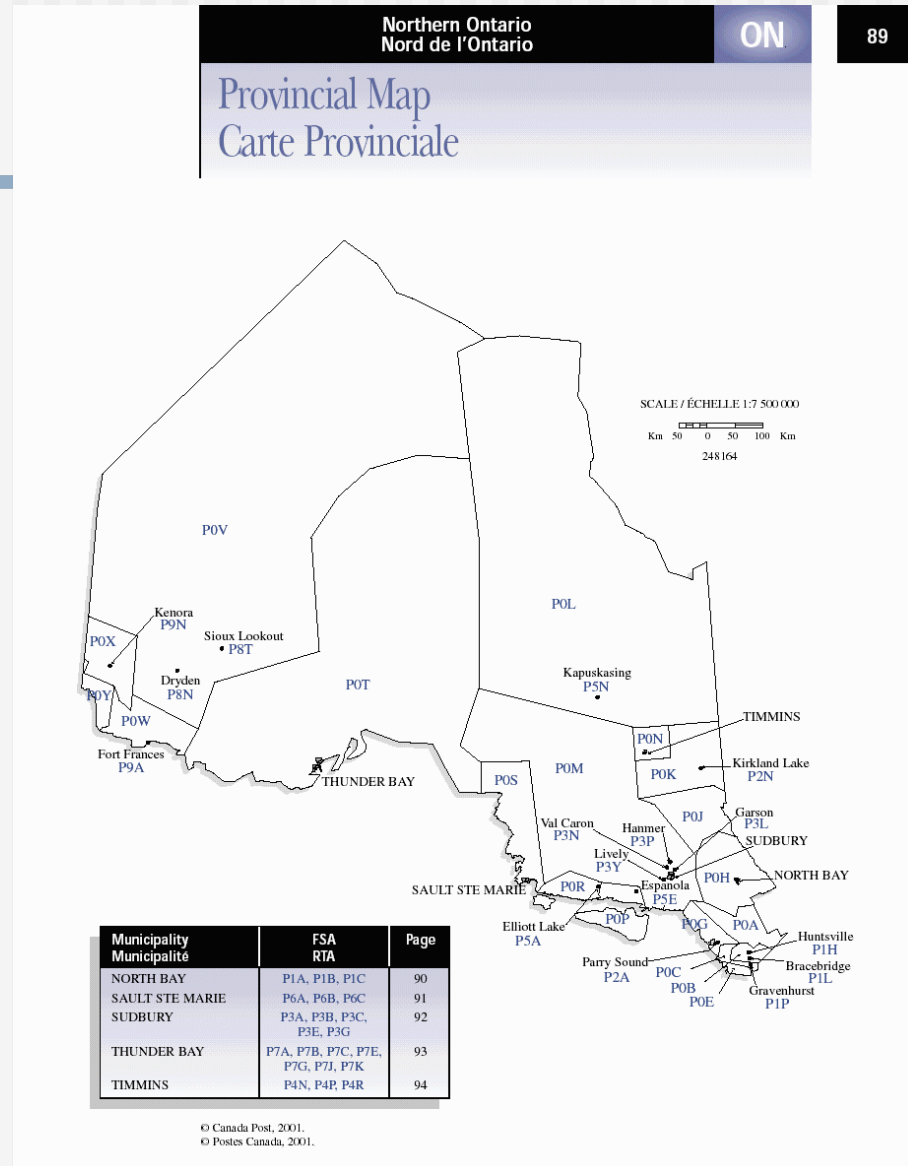 Northern Ontario
Nord de l'Ontario
ON
89
Provincial Map
Carte Provinciale
SCALE / ÉCHELLE 1:7 500 000
Km 50 0 50 100 Km
248164
P0V
P0L
Kenora
P9N
P0X
Sioux Lookout
P8T
Kapuskasing
P5N
Dryden
P8N
P0T
P0Y
P0W
TIMMINS
P0N
Fort Frances
P9A
THUNDER BAY
P0S
P0M
P0K
Kirkland Lake
P2N
P0J
Garson
P3L
Val Caron
P3N
Hanmer
P3P
SUDBURY
Lively
P3Y
P0H
NORTH BAY
SAULT STE MARIE
P0R
Espanola
P5E
Elliott Lake
P5A
P0P
P0G
P0A
Huntsville
P1H
Parry Sound
P2A
P0C
Bracebridge
P1L
P0B
P0E
Gravenhurst
P1P
Municipality FSA Page
Municipalité RTA
NORTH BAY P1A, P1B, P1C 90
SAULT STE MARIE P6A, P6B, P6C 91
SUDBURY P3A, P3B, P3C, 92
P3E, P3G
THUNDER BAY P7A, P7B, P7C, P7E, 93
P7G, P7J, P7K
TIMMINS P4N, P4P, P4R 94
© Canada Post, 2001.
© Postes Canada, 2001.